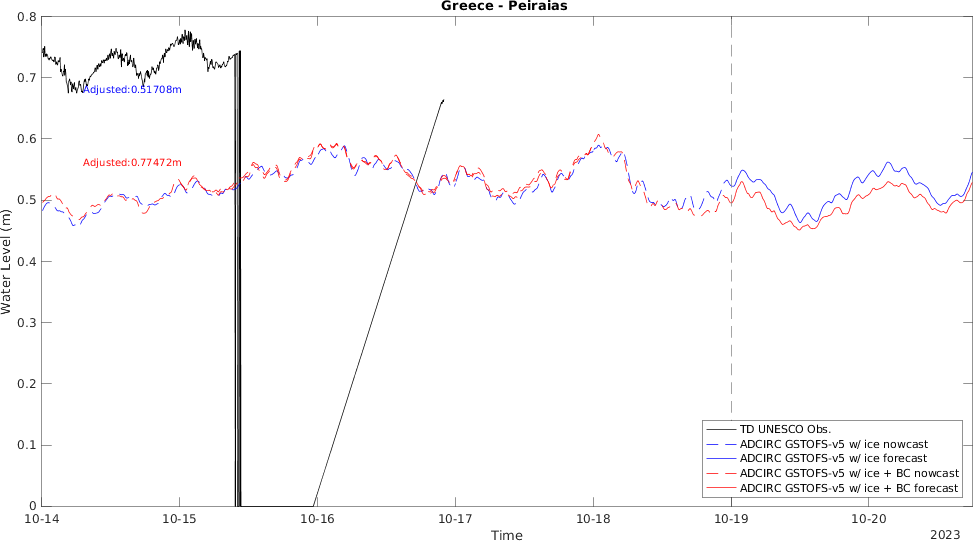 Greece - Peiraias
0.8
0.7
0.6
0.5
0.4
0.3
0.2
0.1
0
Water Level (m)
Adjusted:0.51708m
Adjusted:0.77472m
TD UNESCO Obs.
ADCIRC GSTOFS-v5 w/ ice nowcast
ADCIRC GSTOFS-v5 w/ ice forecast
ADCIRC GSTOFS-v5 w/ ice + BC nowcast
ADCIRC GSTOFS-v5 w/ ice + BC forecast
10-14 10-15 10-16 10-17 10-18 10-19 10-20
Time
2023